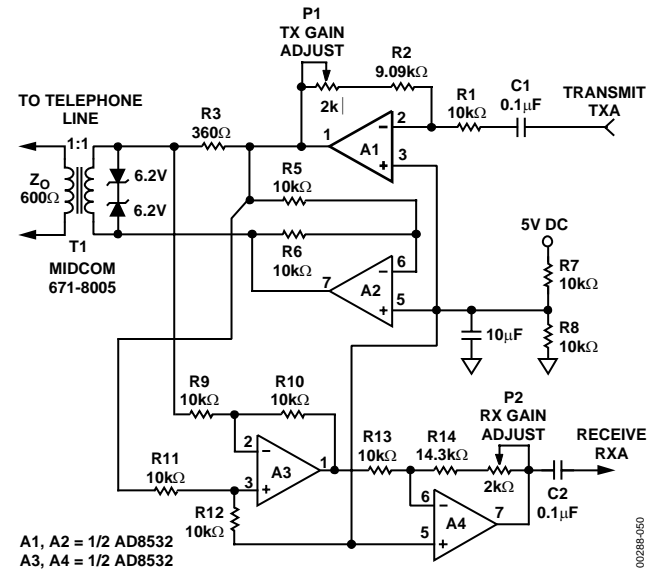 P1
TX GAIN
ADJUST
2k
R2
9.09kΩ
R1
10kΩ
C1
0.1µF
TRANSMIT
TXA
TO TELEPHONE
LINE
1:1
ZO
600Ω
T1
MIDCOM
671-8005
6.2V
6.2V
R3
360Ω
1
2
3
A1
R5
10kΩ
R6
10kΩ
7
6
5
A2
5V DC
R7
10kΩ
R8
10kΩ
10µF
R9
10kΩ
R10
10kΩ
R11
10kΩ
R12
10kΩ
2
3
1
A3
R13
10kΩ
R14
14.3kΩ
P2
RX GAIN
ADJUST
2kΩ
RECEIVE
RXA
C2
0.1µF
6
5
7
A4
A1, A2 = 1/2 AD8532
A3, A4 = 1/2 AD8532
00288-050